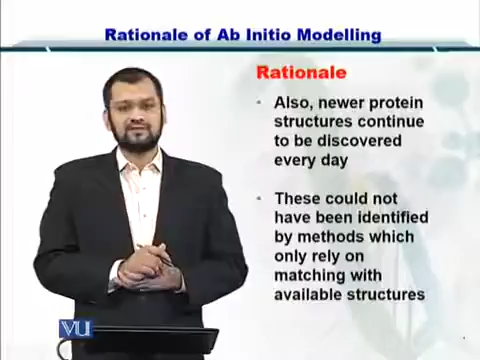 Rationale of Ab Initio Modelling
Rationale
• Also, newer protein
structures continue
to be discovered
every day
• These could not
have been identified
by methods which
only rely on
matching with
available structures
VU